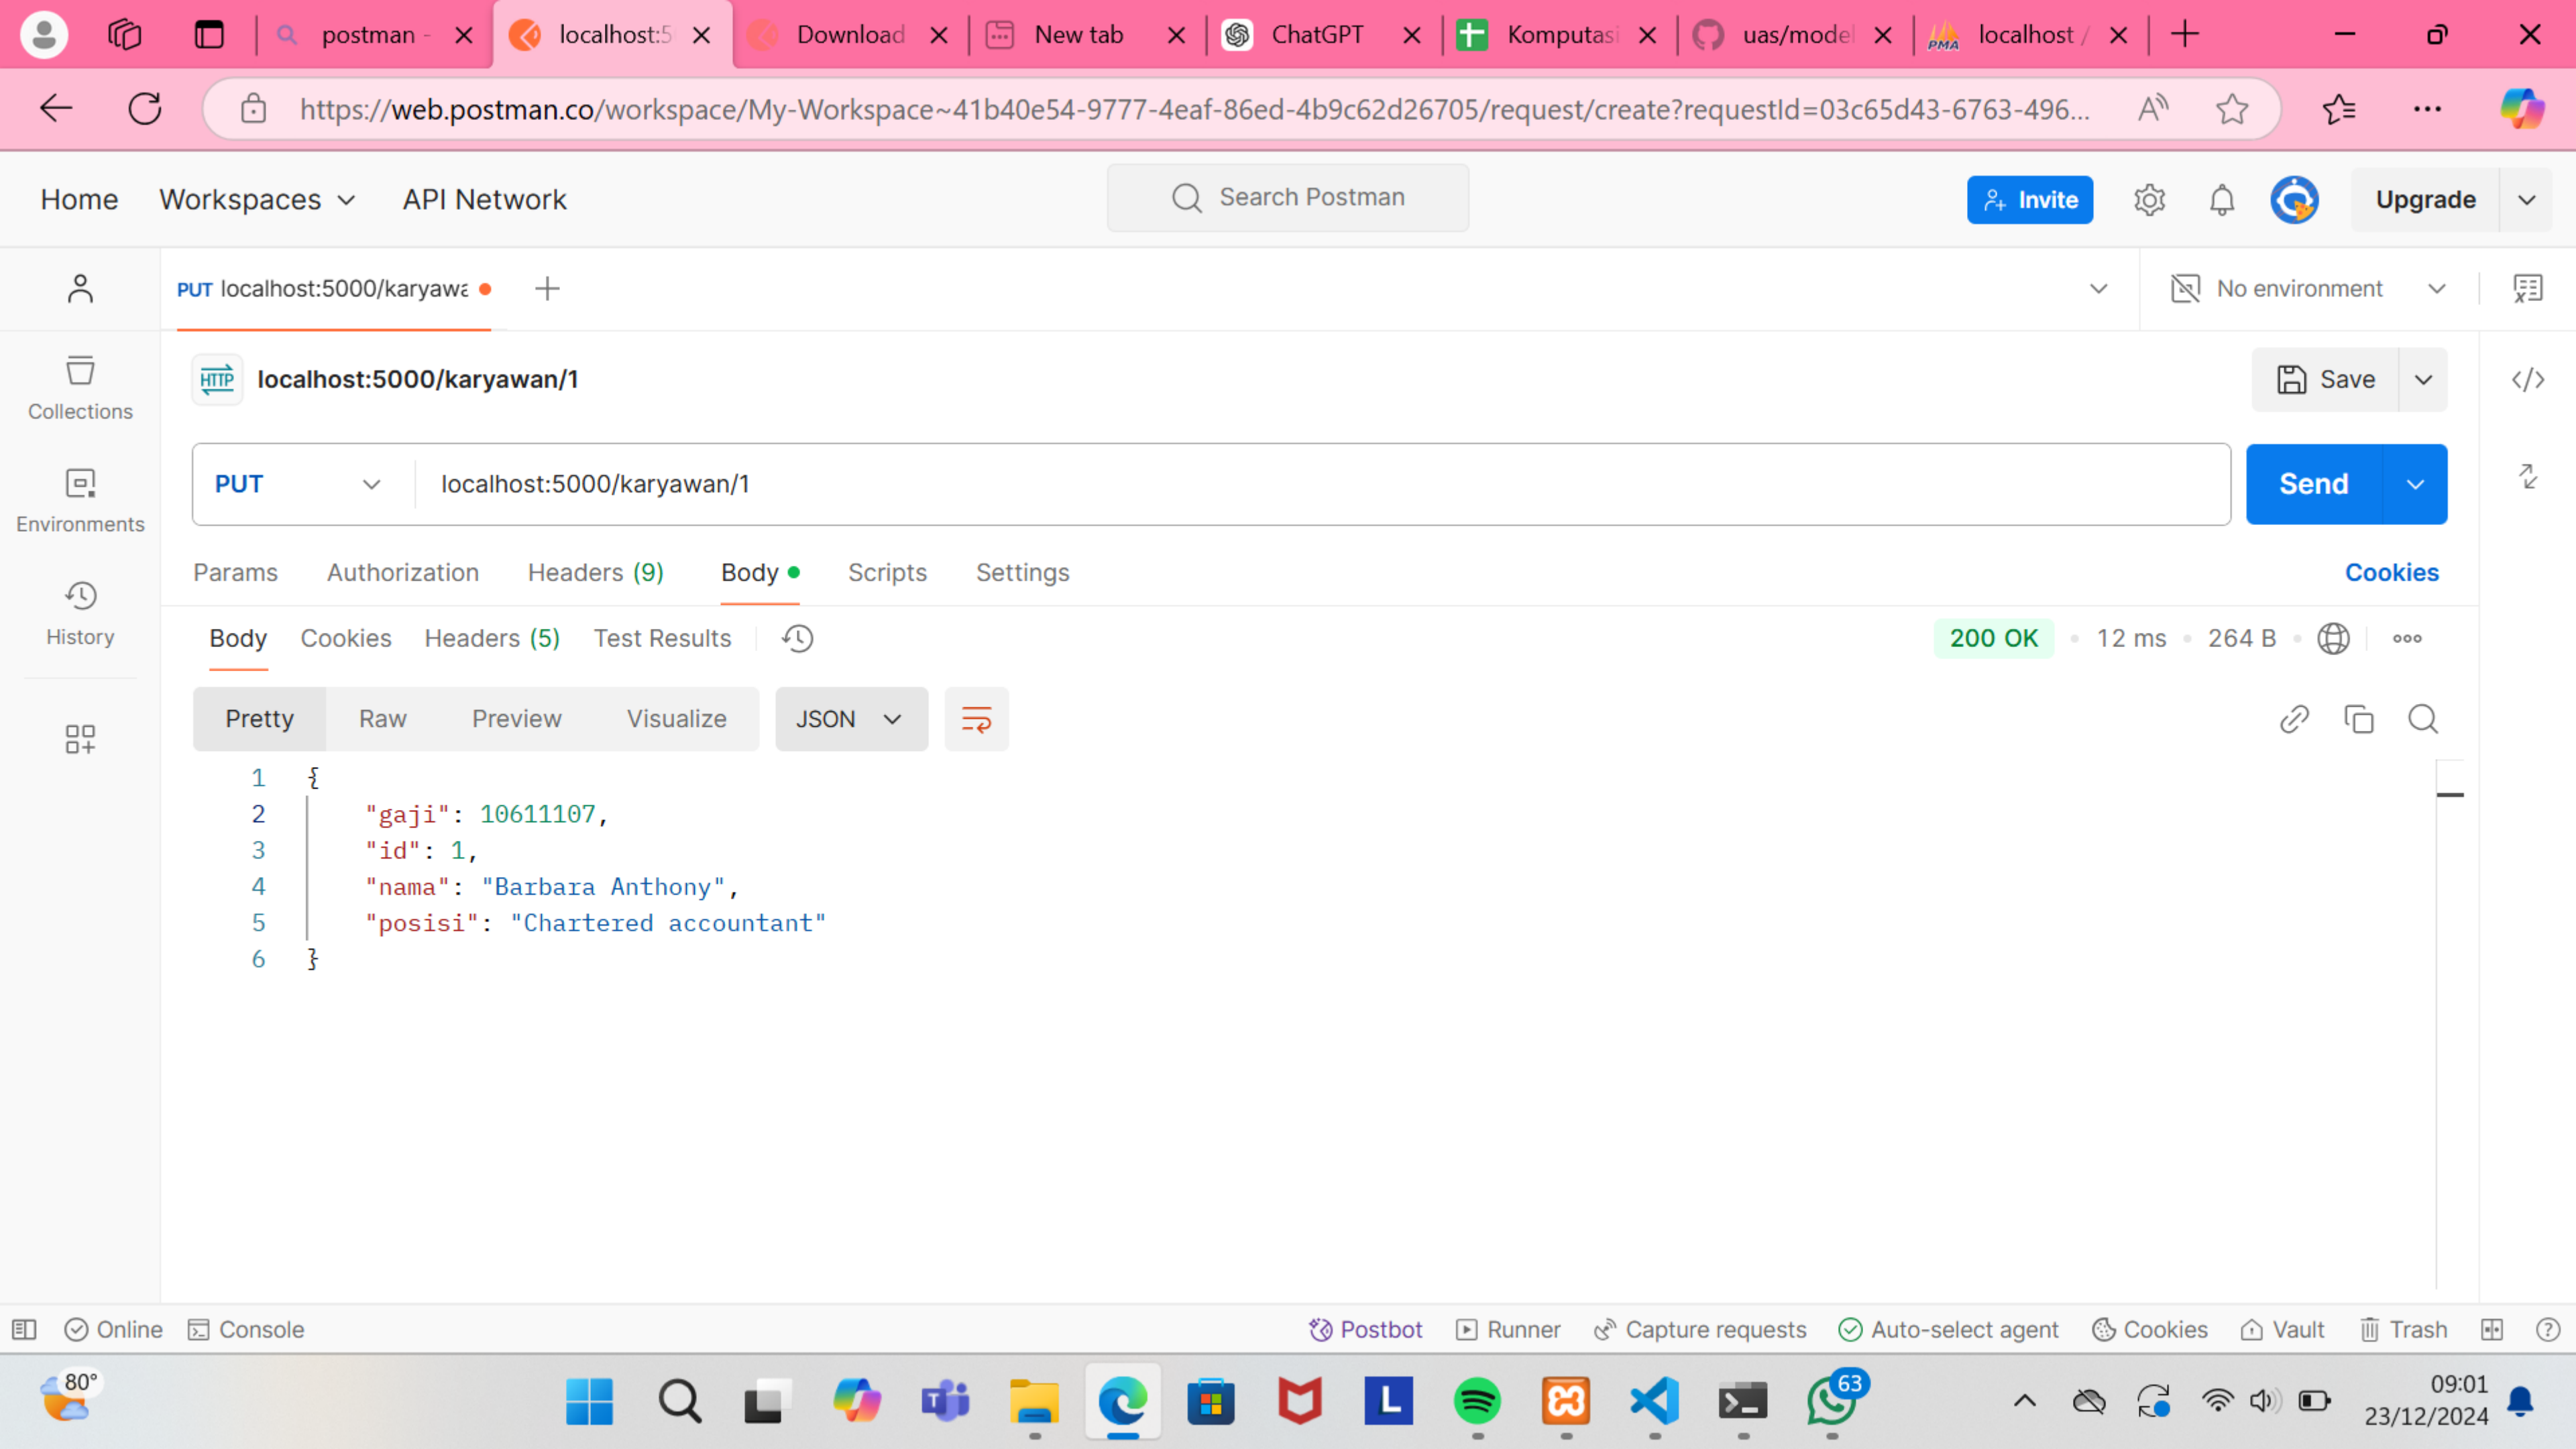 postman -
localhost:5
Download
New tab
ChatGPT
Komputasi
uas/model
PMA localhost /
https://web.postman.co/workspace/My-Workspace~41b40e54-9777-4eaf-86ed-4b9c62d26705/request/create?requestId=03c65d43-6763-496...
Home Workspaces API Network
Search Postman
Invite
Upgrade
PUT localhost:5000/karyawa
No environment
HTTP localhost:5000/karyawan/1
Save
Collections
PUT localhost:5000/karyawan/1
Send
Environments
Params Authorization Headers (9) Body Scripts Settings
Cookies
History
Body Cookies Headers (5) Test Results
200 OK • 12 ms • 264 B
Pretty Raw Preview Visualize JSON
1 {
2 "gaji": 10611107,
3 "id": 1,
4 "nama": "Barbara Anthony",
5 "posisi": "Chartered accountant"
6 }
Online Console
Postbot Runner Capture requests Auto-select agent Cookies Vault Trash
80°
T
L
63
09:01
23/12/2024